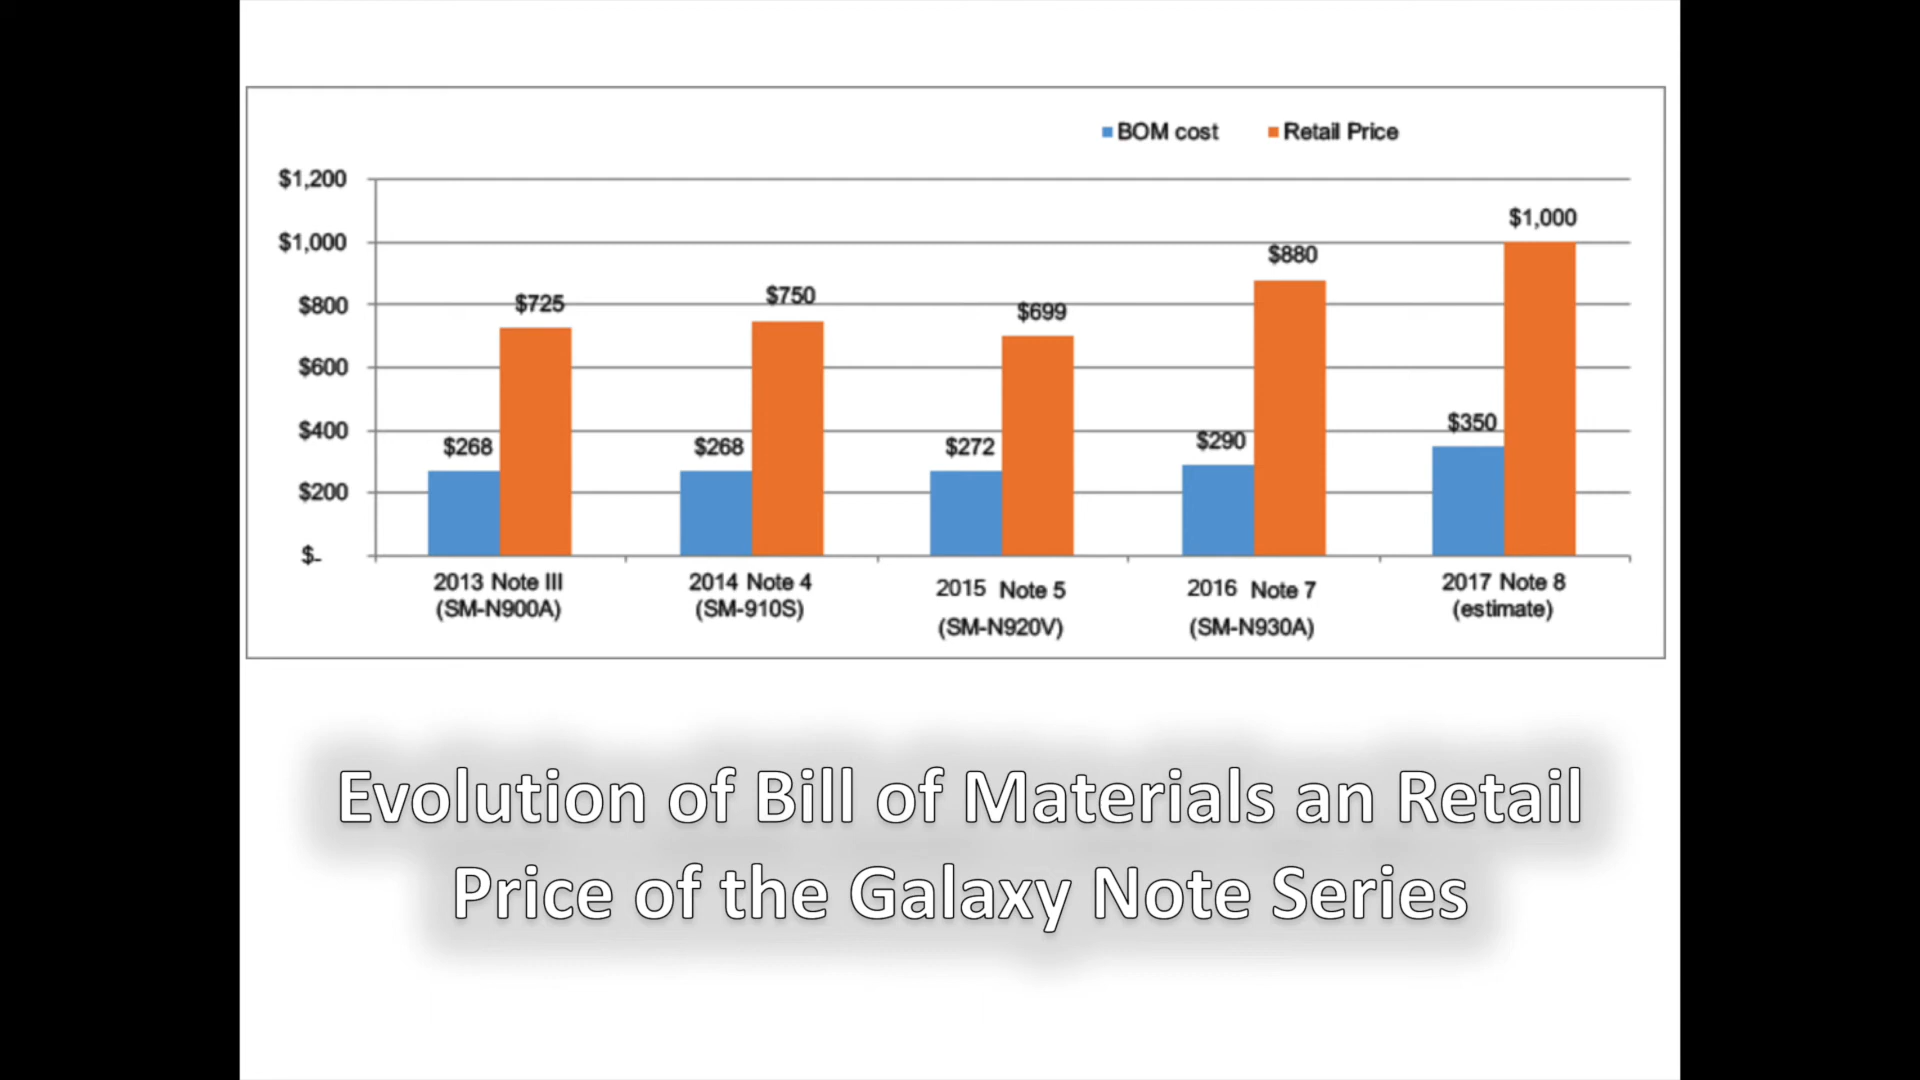 BOM cost Retail Price
$1,200
$1,000
$800
$600
$400
$200
$-
$268 $725
$268 $750
$272 $699
$290 $880
$350 $1,000
2013 Note III
(SM-N900A)
2014 Note 4
(SM-910S)
2015 Note 5
(SM-N920V)
2016 Note 7
(SM-N930A)
2017 Note 8
(estimate)
Evolution of Bill of Materials an Retail
Price of the Galaxy Note Series